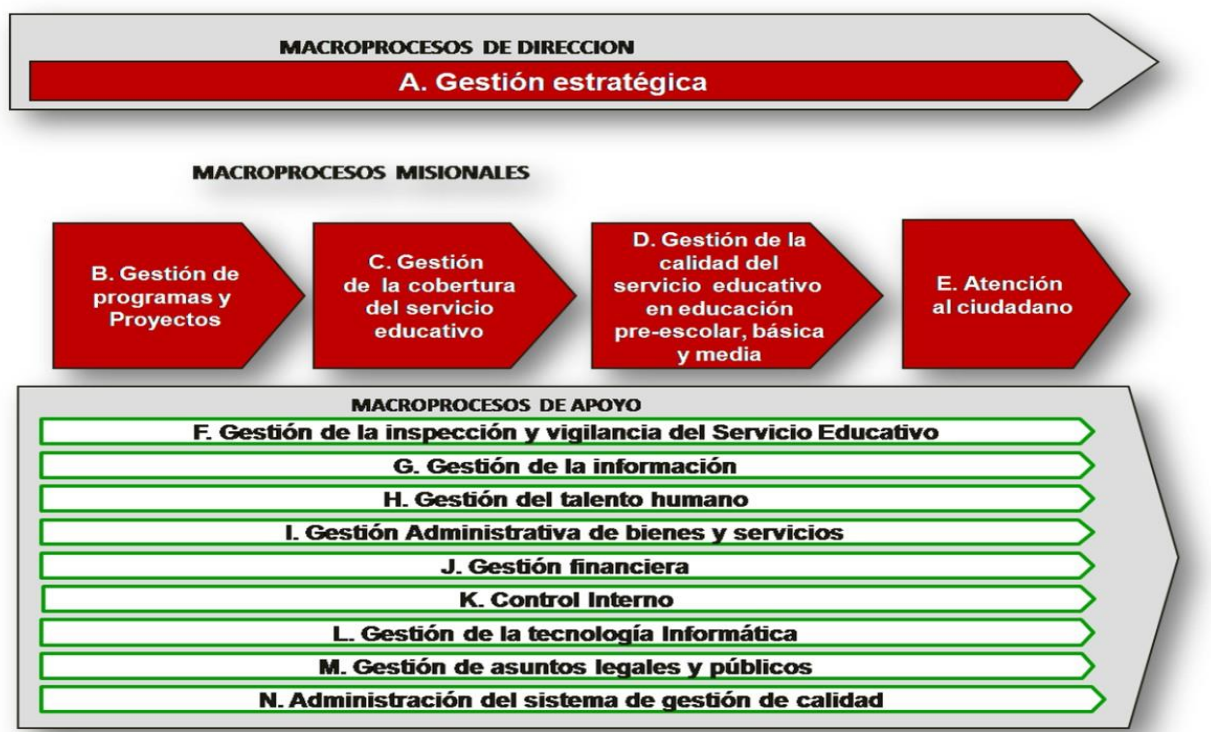 MACROPROCESOS DE DIRECCION
A. Gestión estratégica
MACROPROCESOS MISIONALES
B. Gestión de
programas y
Proyectos
C. Gestión
de la cobertura
del servicio
educativo
D. Gestión de la
calidad del
servicio educativo
en educación
pre-escolar, básica
y media
E. Atención
al ciudadano
MACROPROCESOS DE APOYO
F. Gestión de la inspección y vigilancia del Servicio Educativo
G. Gestión de la información
H. Gestión del talento humano
I. Gestión Administrativa de bienes y servicios
J. Gestión financiera
K. Control Interno
L. Gestión de la tecnología Informática
M. Gestión de asuntos legales y públicos
N. Administración del sistema de gestión de calidad